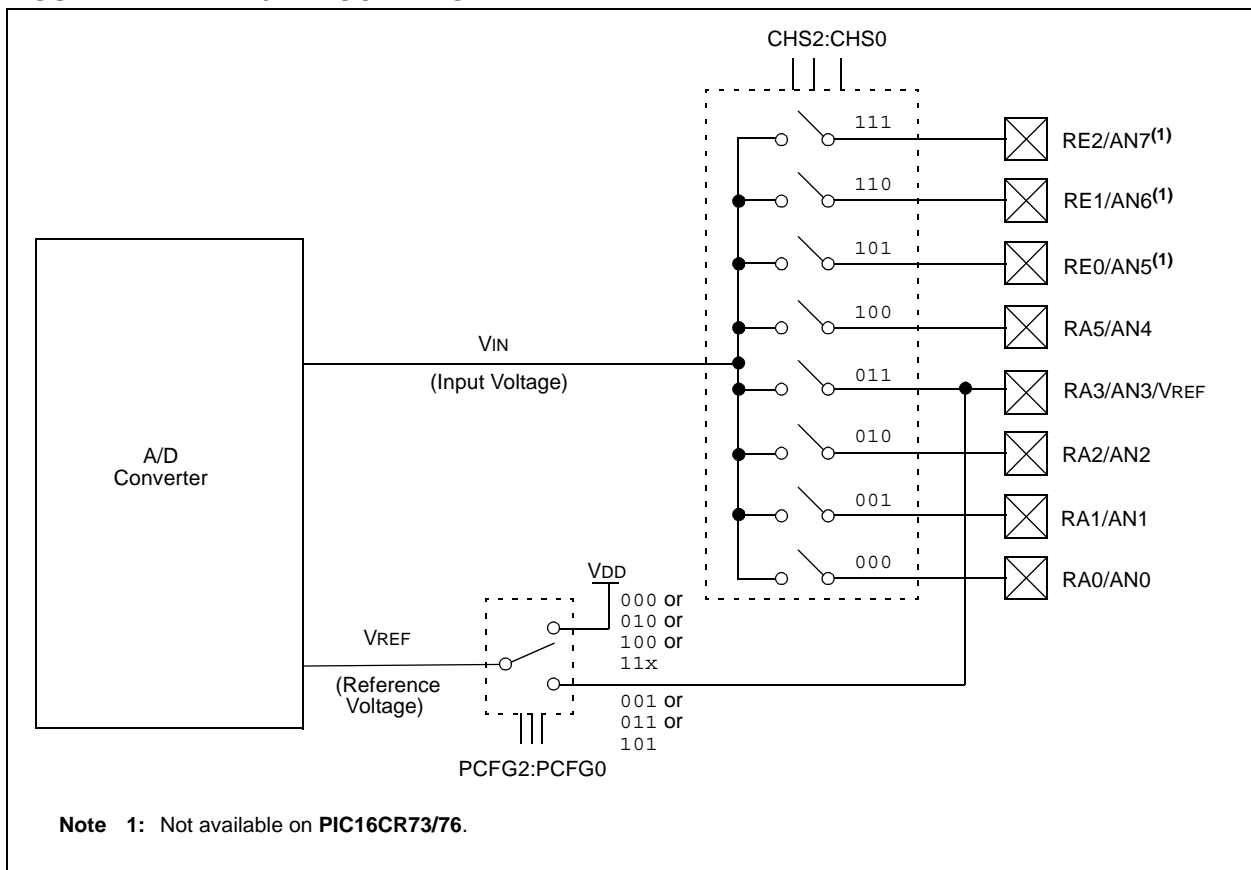 CHS2:CHS0
111
RE2/AN7(1)
110
RE1/AN6(1)
101
RE0/AN5(1)
100
RA5/AN4
VIN
(Input Voltage)
011
RA3/AN3/VREF
A/D
Converter
010
RA2/AN2
001
RA1/AN1
000
RA0/AN0
VDD
000 or
010 or
100 or
11x
VREF
(Reference
Voltage)
001 or
011 or
101
PCFG2:PCFG0
Note 1: Not available on PIC16CR73/76.